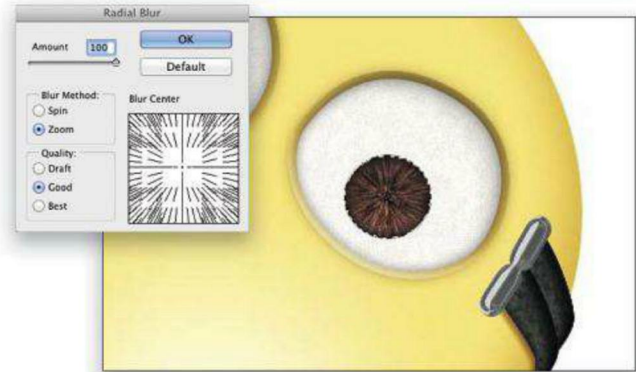 Radial Blur
Amount 100
OK
Default
Blur Method:
Spin
Zoom
Quality:
Draft
Good
Best
Blur Center